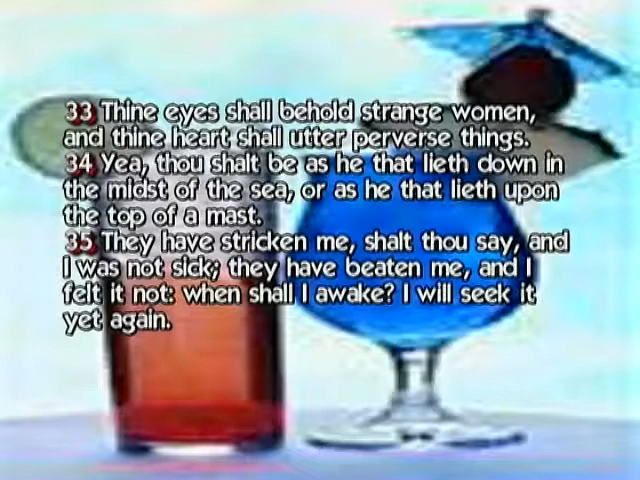 33 Thine eyes shall behold strange women,
and thine heart shall utter perverse things.
34 Yea, thou shalt be as he that lieth down in
the midst of the sea, or as he that lieth upon
the top of a mast.
35 They have stricken me, shalt thou say, and
I was not sick; they have beaten me, and I
felt it not: when shall I awake? I will seek it
yet again.